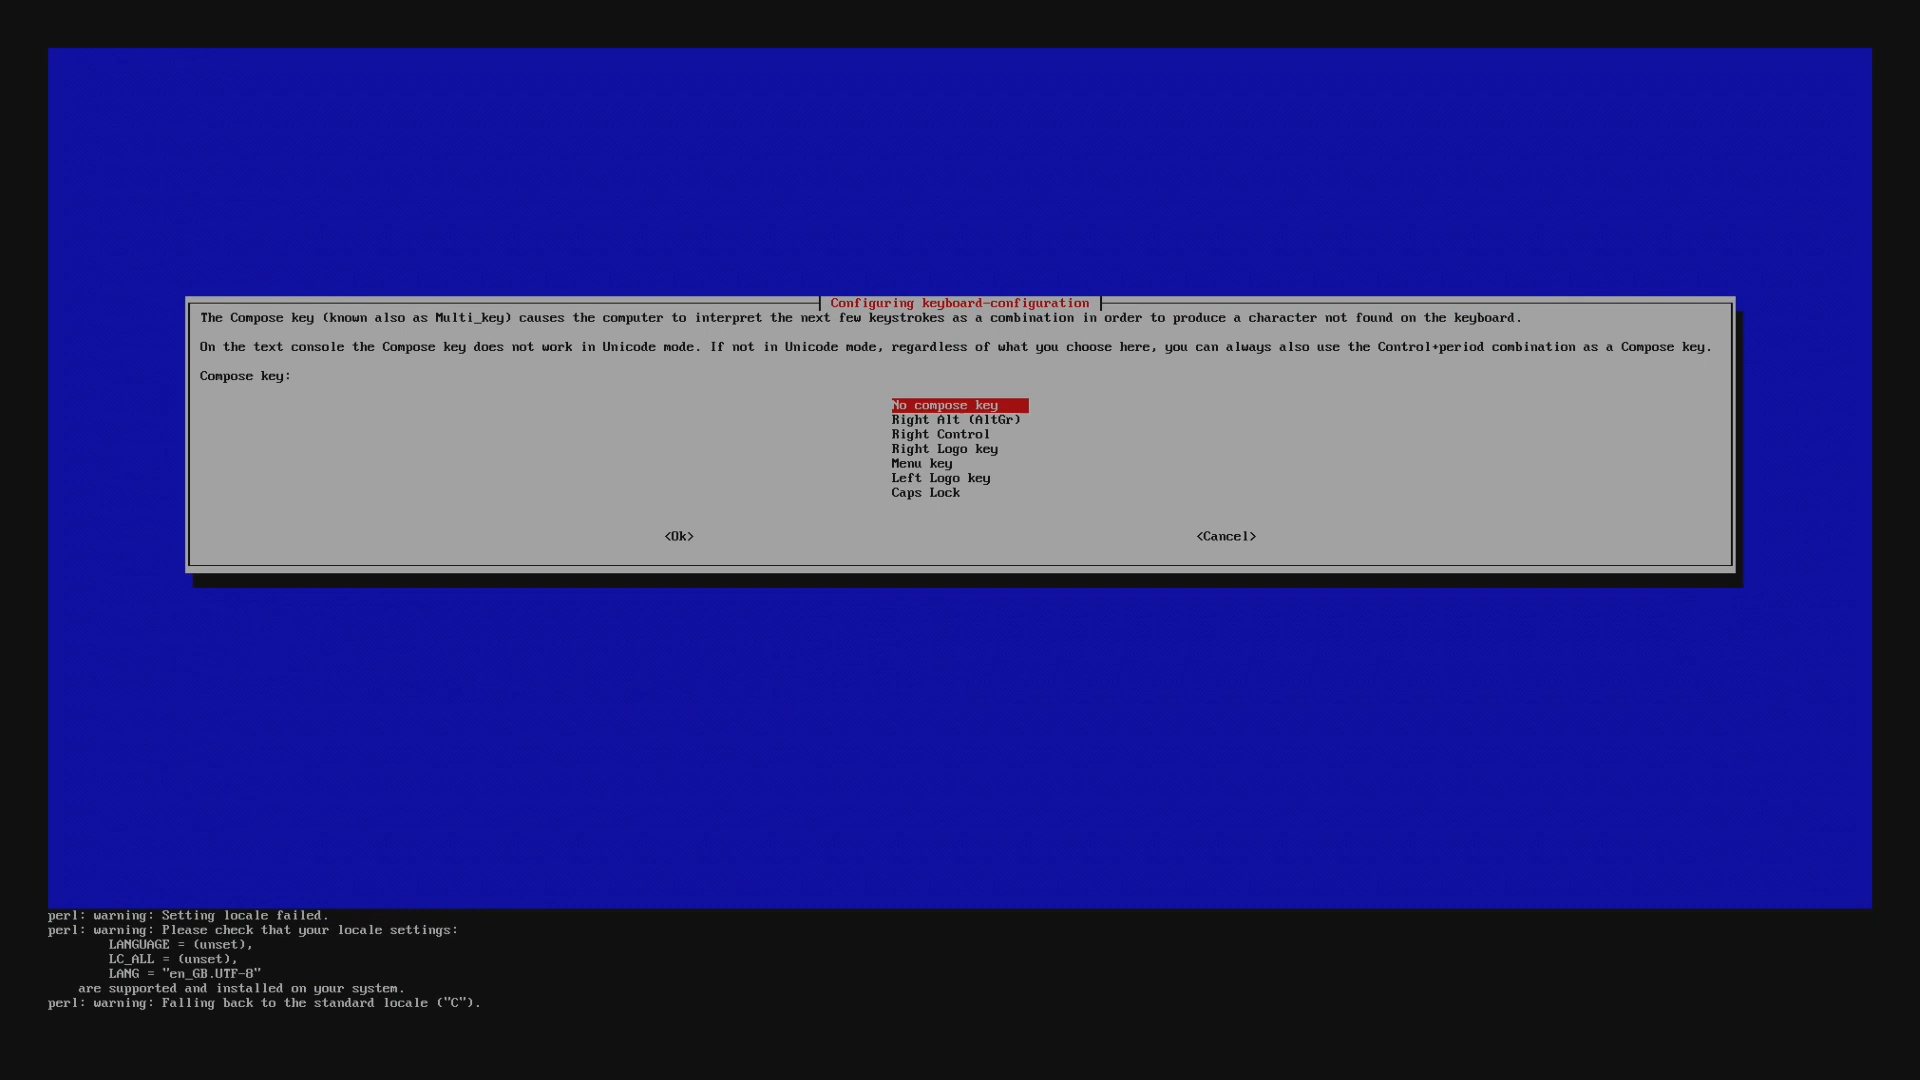 Configuring keyboard-configuration
The Compose key (known also as Multi_key) causes the computer to interpret the next few keystrokes as a combination in order to produce a character not found on the keyboard.
On the text console the Compose key does not work in Unicode mode. If not in Unicode mode, regardless of what you choose here, you can always also use the Control+period combination as a Compose key.
Compose key:
No compose key
Right Alt (AltGr)
Right Control
Right Logo key
Menu key
Left Logo key
Caps Lock
<Ok> <Cancel>
perl: warning: Setting locale failed.
perl: warning: Please check that your locale settings:
LANGUAGE = (unset),
LC_ALL = (unset),
LANG = "en_GB.UTF-8"
are supported and installed on your system.
perl: warning: Falling back to the standard locale ("C").